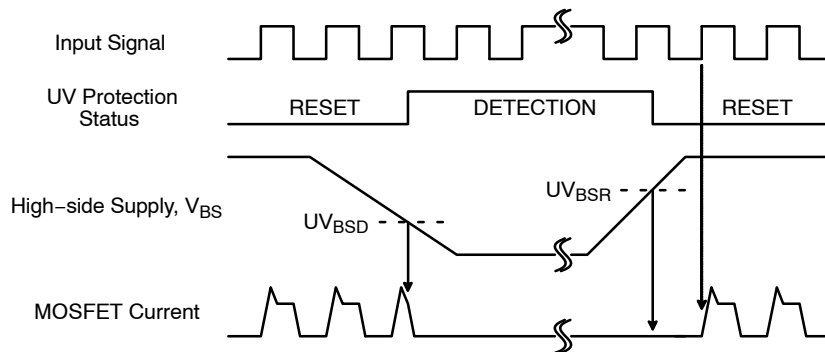 Input Signal
UV Protection
Status
RESET
DETECTION
RESET
High−side Supply, VBS
UVBSD
UVBSR
MOSFET Current